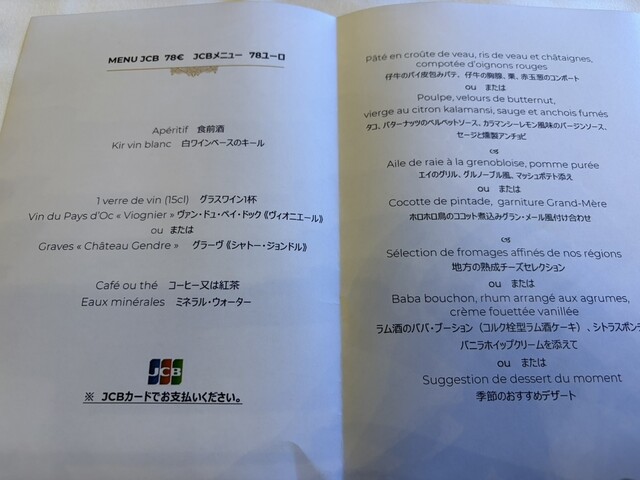 MENU JCB 78€ JCBメニュー 78ユーロ
Apéritif 食前酒
Kir vin blanc 白ワインベースのキール
1 verre de vin (15cl) グラスワイン1杯
Vin du Pays d'Oc « Viognier » ヴァン・ドュ・ペイ・ドック《ヴィオニエール》
ou または
Graves « Château Gendre » グラーヴ《シャトー・ジョンドル》
Café ou thé コーヒー又は紅茶
Eaux minérales ミネラル・ウォーター
JCB
※ JCBカードでお支払いください。
Pâté en croûte de veau, ris de veau et châtaignes,
compotée d'oignons rouges
仔牛のパイ皮包みパテ、仔牛の胸腺、栗、赤玉葱のコンポート
ou または
Poulpe, velours de butternut,
vierge au citron kalamansi, sauge et anchois fumés
タコ、バターナッツのベルベットソース、カラマンシーレモン風味のバージンソース、
セージと燻製アンチョビ
Aile de raie à la grenobloise, pomme purée
エイのグリル、グルノーブル風、マッシュポテト添え
ou または
Cocotte de pintade, garniture Grand-Mère
ホロホロ鳥のココット煮込みグラン・メール風付け合わせ
Sélection de fromages affinés de nos régions
地方の熟成チーズセレクション
ou または
Baba bouchon, rhum arrangé aux agrumes,
crème fouettée vanillée
ラム酒のババ・ブーション（コルク栓型ラム酒ケーキ）、シトラスポンチ
バニラホイップクリームを添えて
ou または
Suggestion de dessert du moment
季節のおすすめデザート